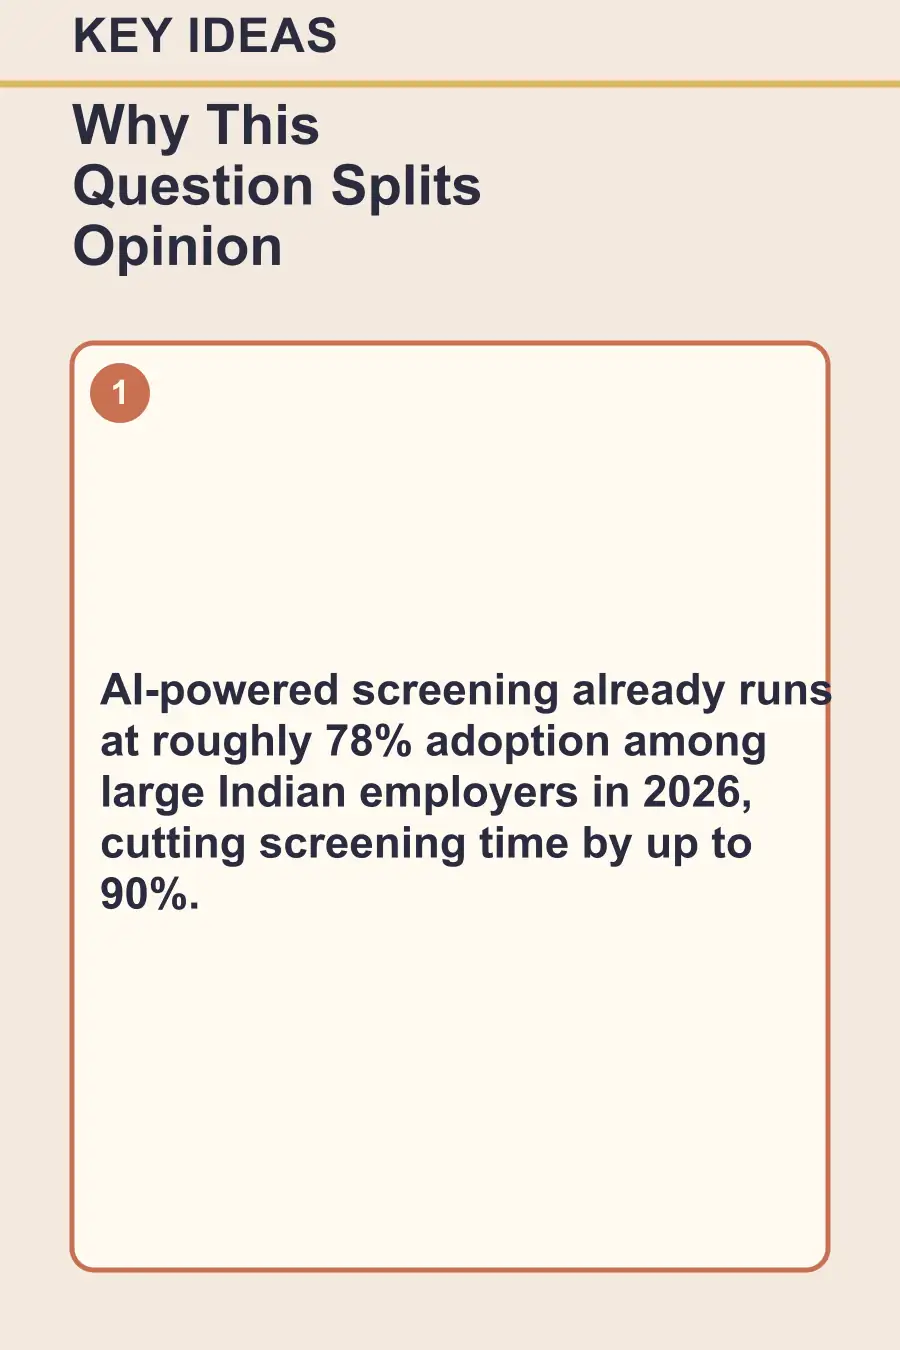 KEY IDEAS
Why This
Question Splits
Opinion
1
AI-powered screening already runs
at roughly 78% adoption among
large Indian employers in 2026,
cutting screening time by up to
90%.